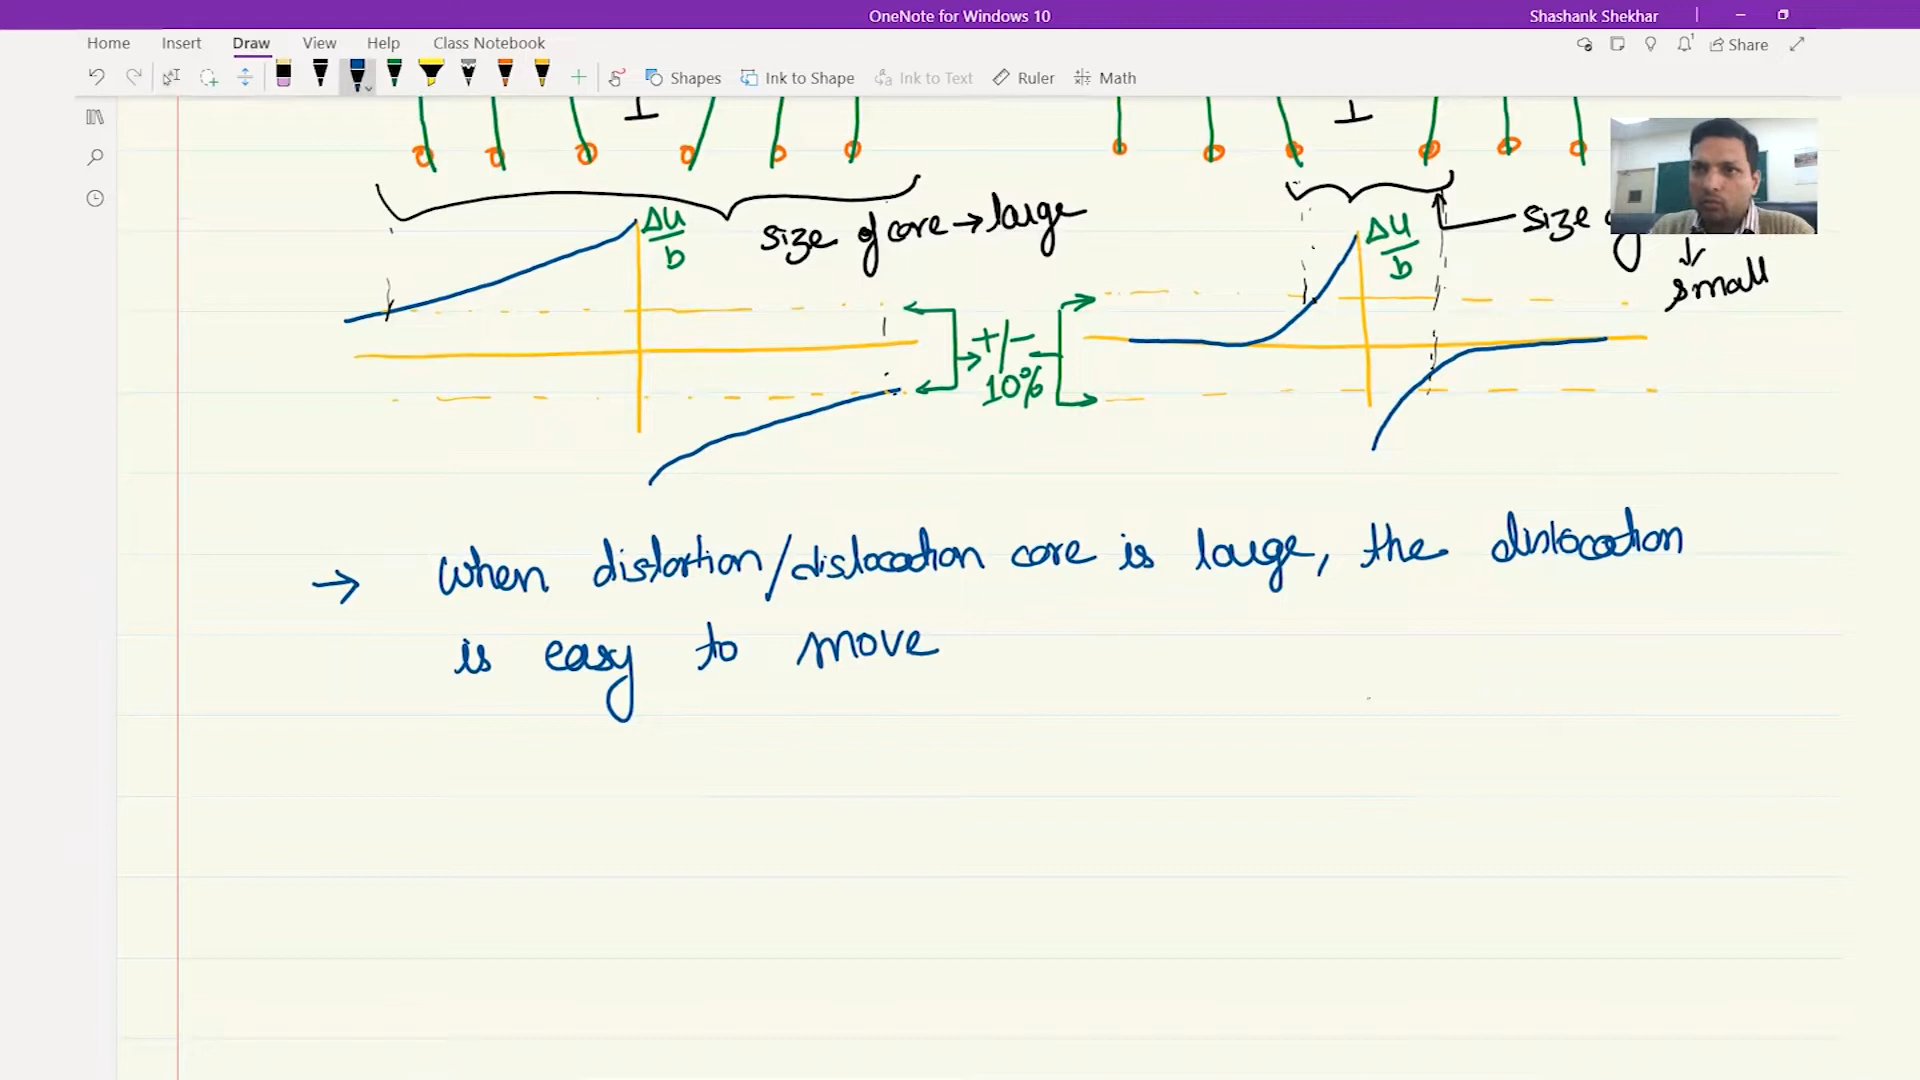 OneNote for Windows 10
Shashank Shekhar
Home Insert Draw View Help Class Notebook
Share
Shapes Ink to Shape Ink to Text Ruler Math
⊥ ⊥
size of core → large
size
↓
small
Δu/b
Δu/b
+/-
10%
→ When distortion/dislocation core is large, the dislocation
is easy to move